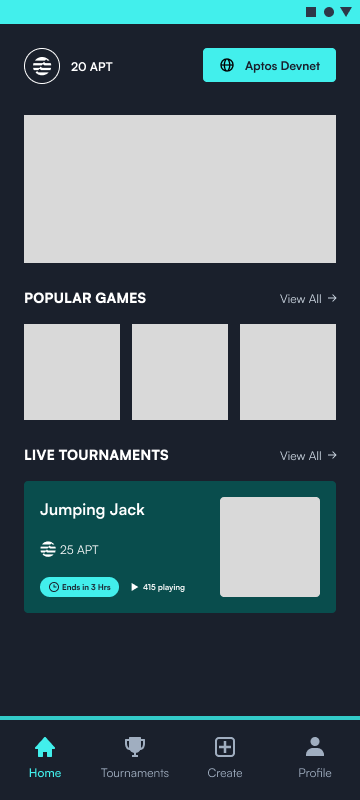 20 APT
Aptos Devnet
POPULAR GAMES
View All
LIVE TOURNAMENTS
View All
Jumping Jack
25 APT
Ends in 3 Hrs
415 playing
Home
Tournaments
Create
Profile